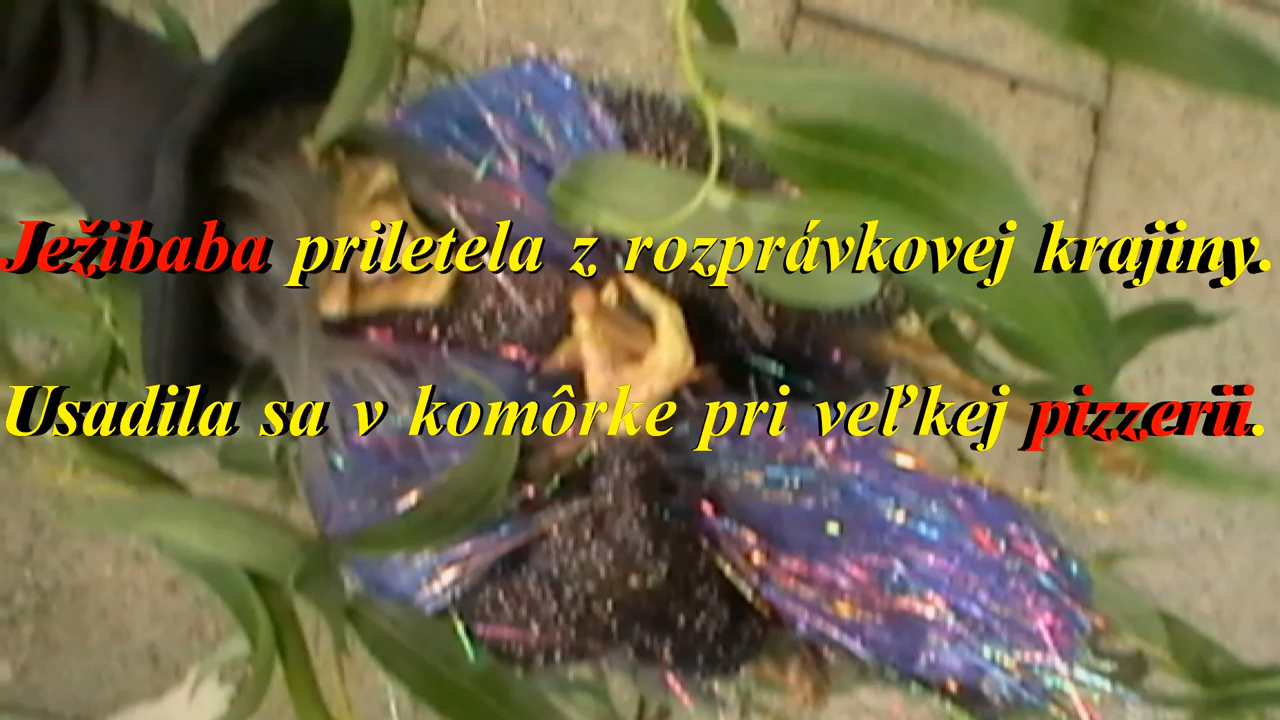 Ježibaba priletela z rozprávkovej krajiny.
Usadila sa v komôrke pri veľkej pizzerii.